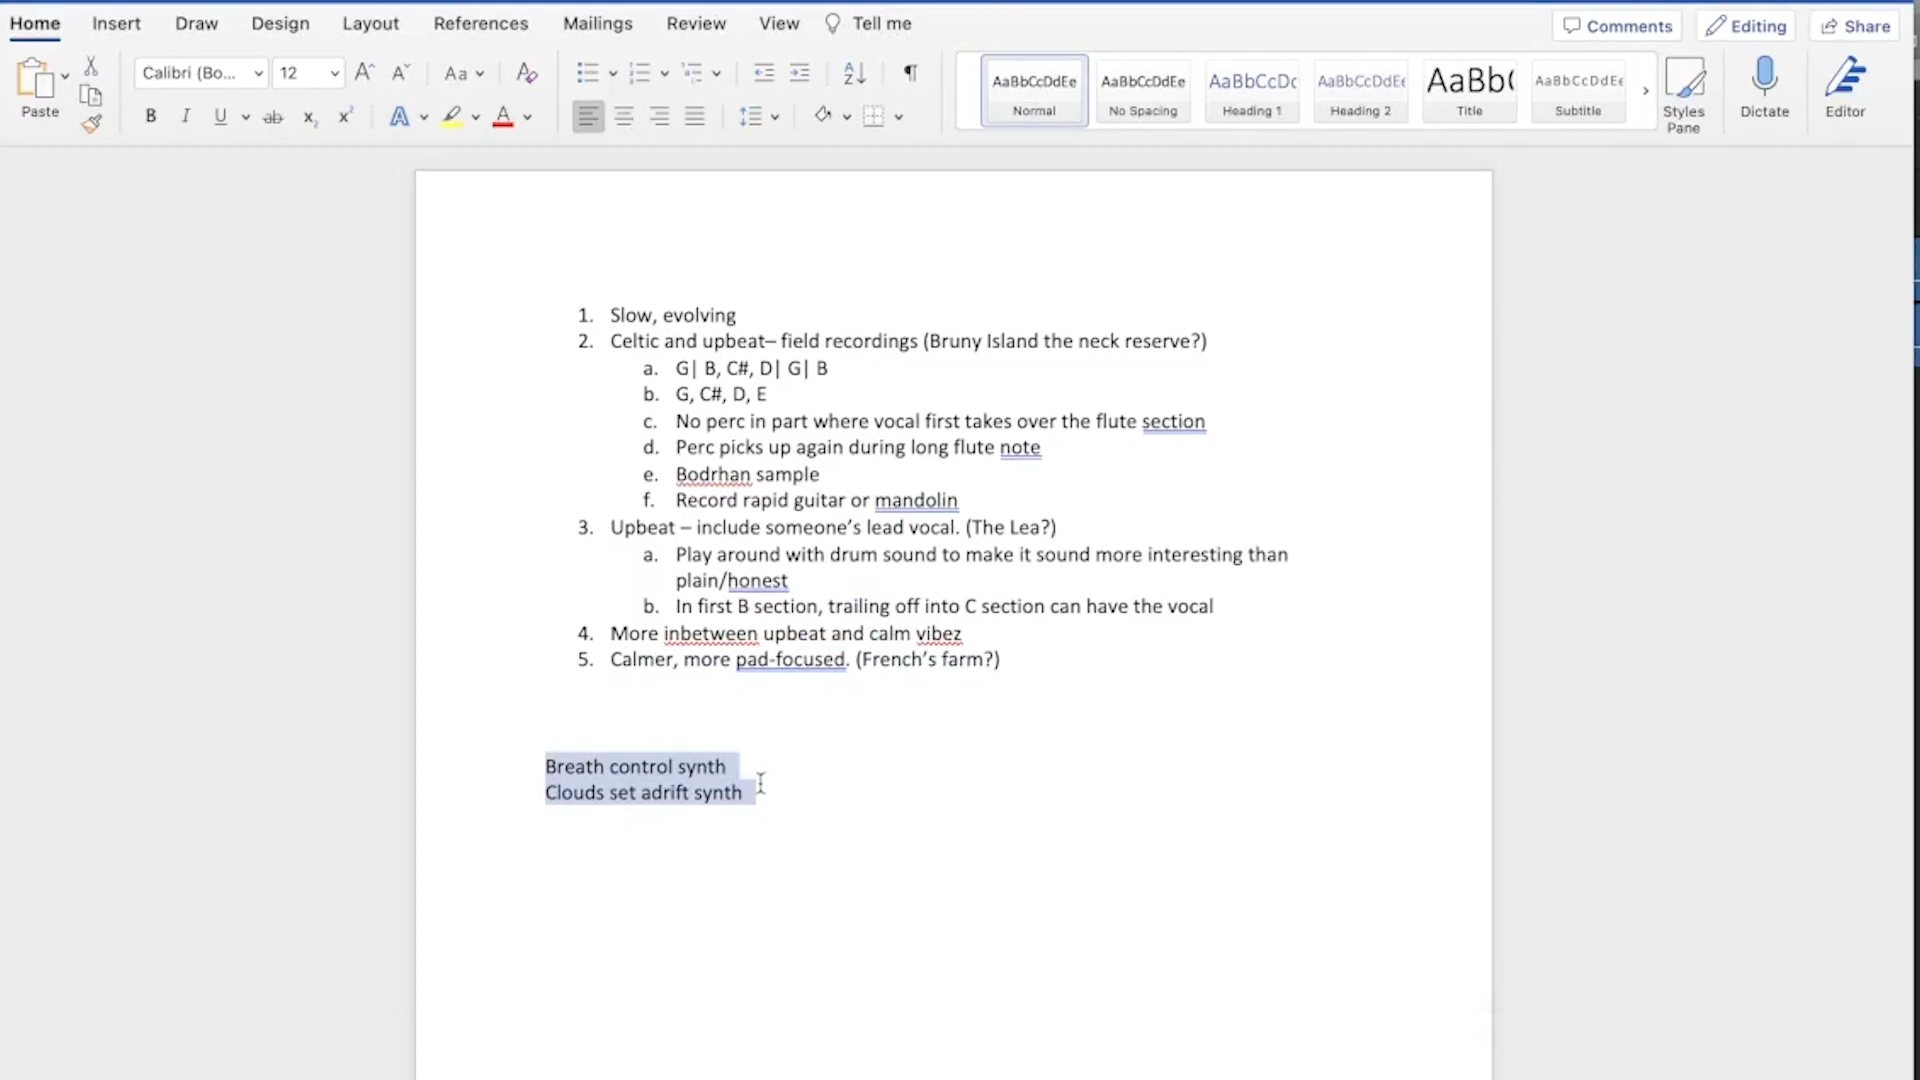 Home Insert Draw Design Layout References Mailings Review View Tell me Comments Editing Share
Paste
Calibri (Bo... 12
Aa
B I U ab x₂ x² A A
AaBbCcDdEe AaBbCcDdEe AaBbCcDc AaBbCcDdEe AaBb( AaBbCcDdEe
Normal No Spacing Heading 1 Heading 2 Title Subtitle
Styles Pane
Dictate
Editor
1. Slow, evolving
2. Celtic and upbeat– field recordings (Bruny Island the neck reserve?)
a. G| B, C#, D| G| B
b. G, C#, D, E
c. No perc in part where vocal first takes over the flute section
d. Perc picks up again during long flute note
e. Bodrhan sample
f. Record rapid guitar or mandolin
3. Upbeat – include someone’s lead vocal. (The Lea?)
a. Play around with drum sound to make it sound more interesting than
plain/honest
b. In first B section, trailing off into C section can have the vocal
4. More inbetween upbeat and calm vibez
5. Calmer, more pad-focused. (French’s farm?)
Breath control synth
Clouds set adrift synth